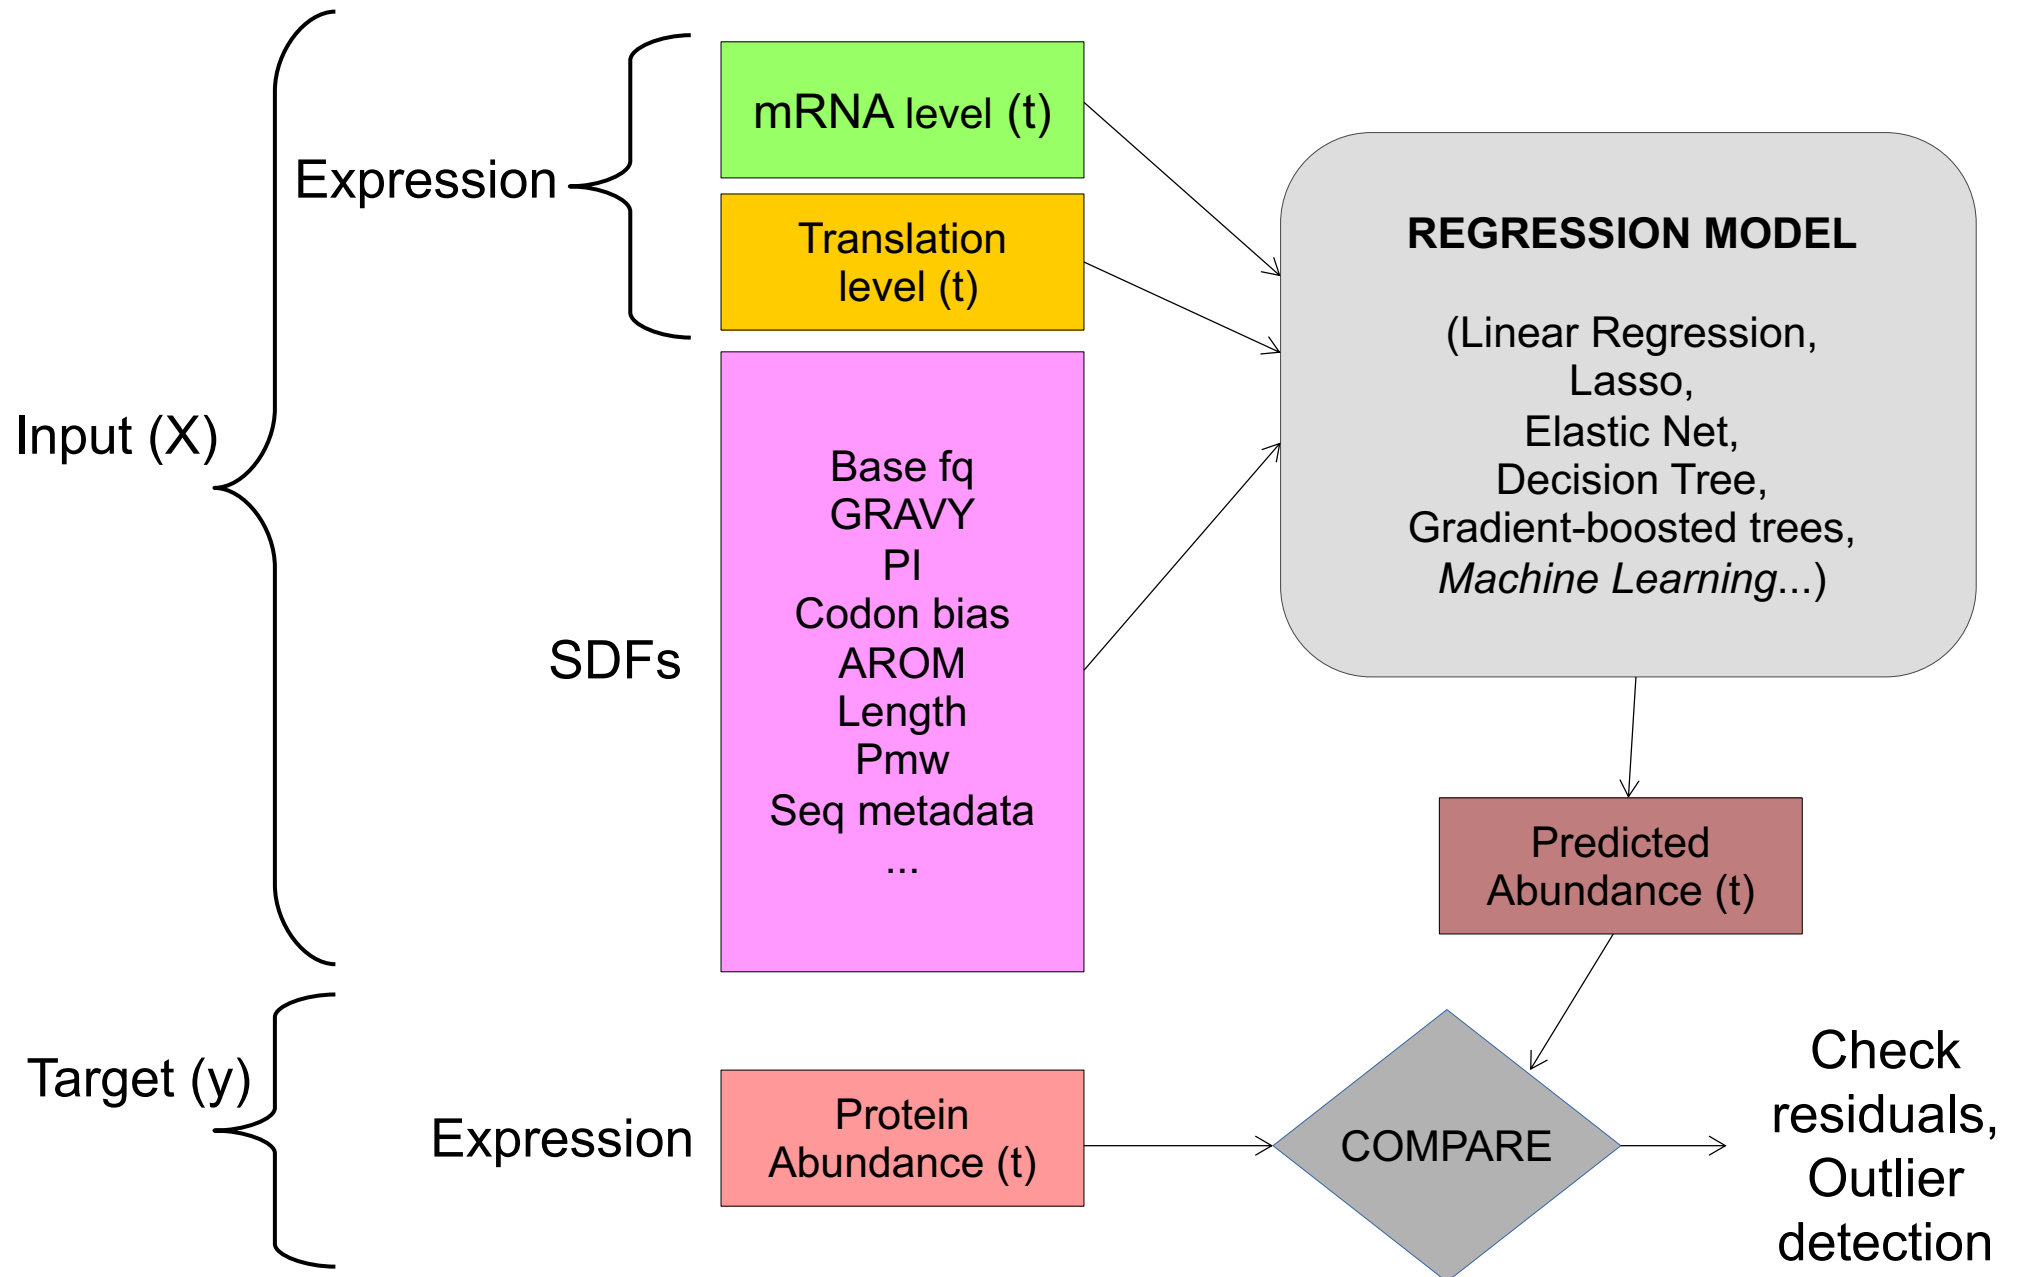 Input (X)
Expression
mRNA level (t)
Translation
level (t)
SDFs
Base fq
GRAVY
PI
Codon bias
AROM
Length
Pmw
Seq metadata
...
REGRESSION MODEL
(Linear Regression,
Lasso,
Elastic Net,
Decision Tree,
Gradient-boosted trees,
Machine Learning...)
Predicted
Abundance (t)
Target (y)
Expression
Protein
Abundance (t)
COMPARE
Check
residuals,
Outlier
detection